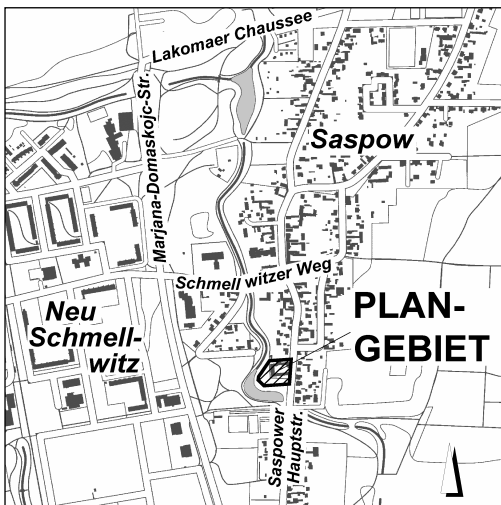 Lakomaer Chaussee
Marjana-Domaskojc-Str.
Saspow
Schmell witzer Weg
Neu
Schmell-
witz
PLAN-
GEBIET
Saspower
Hauptstr.